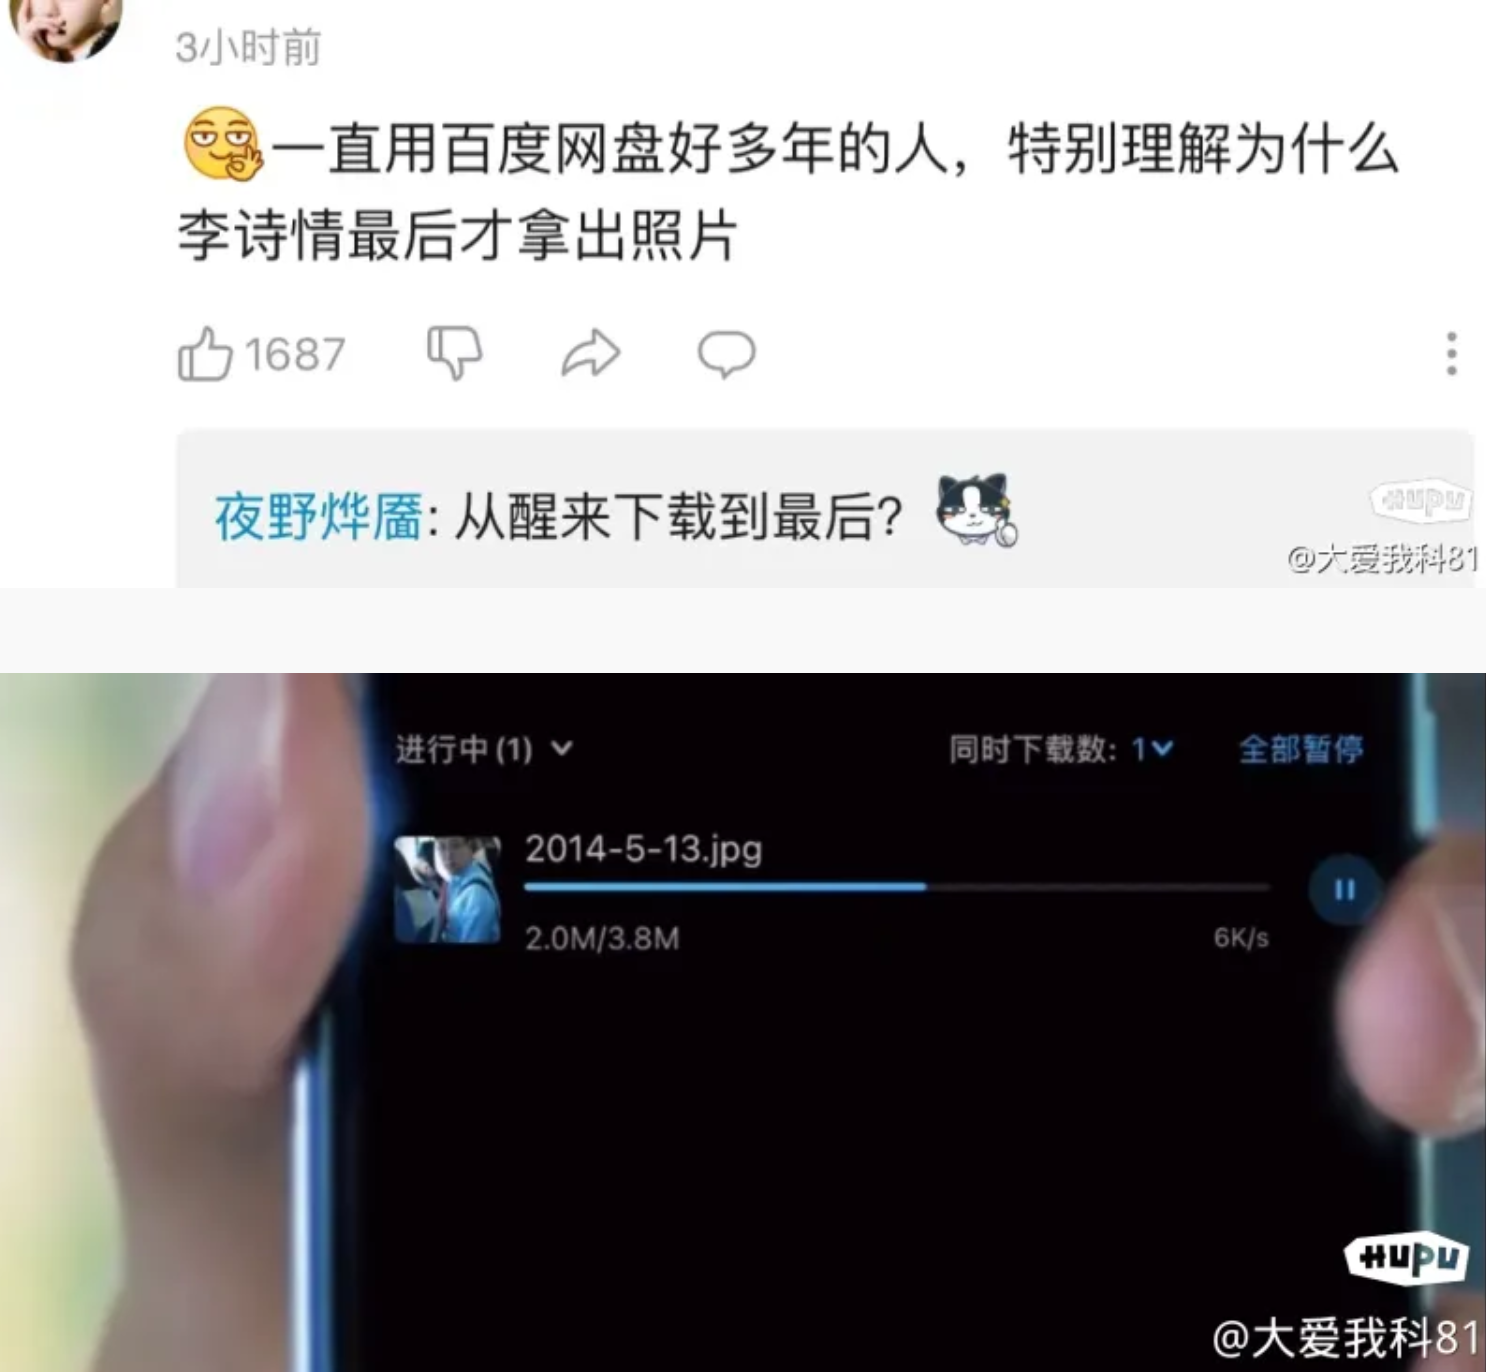 3小时前
一直用百度网盘好多年的人，特别理解为什么
李诗情最后才拿出照片
1687
夜野烨靥: 从醒来下载到最后?
HUPU
@大爱我科81
进行中 (1)
同时下载数: 1
全部暂停
2014-5-13.jpg
2.0M/3.8M
6K/s
HUPU
@大爱我科81